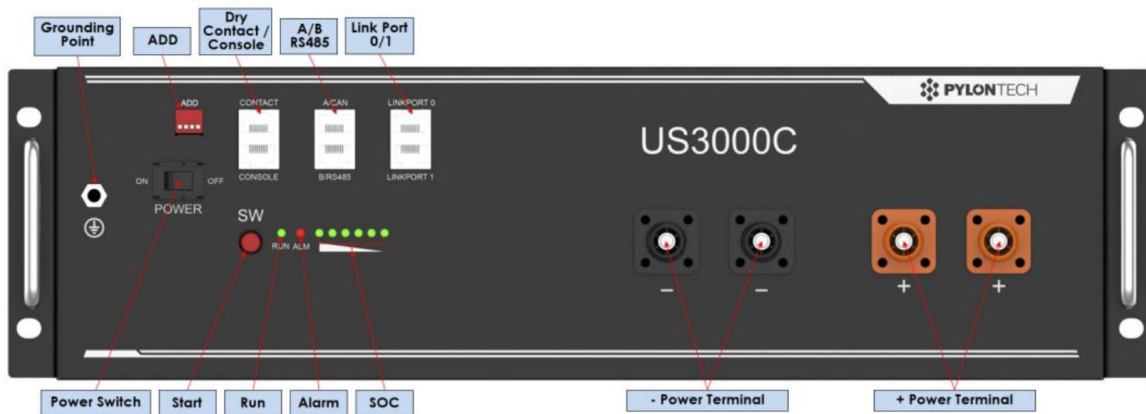 Grounding
Point
ADD
Dry
Contact /
Console
A/B
RS485
Link Port
0/1
PYLONTECH
ADD
CONTACT
A/CAN
LINKPORT 0
US3000C
CONSOLE
B/RS485
LINKPORT 1
ON
OFF
POWER
SW
RUN ALM
−
−
+
+
Power Switch
Start
Run
Alarm
SOC
- Power Terminal
+ Power Terminal